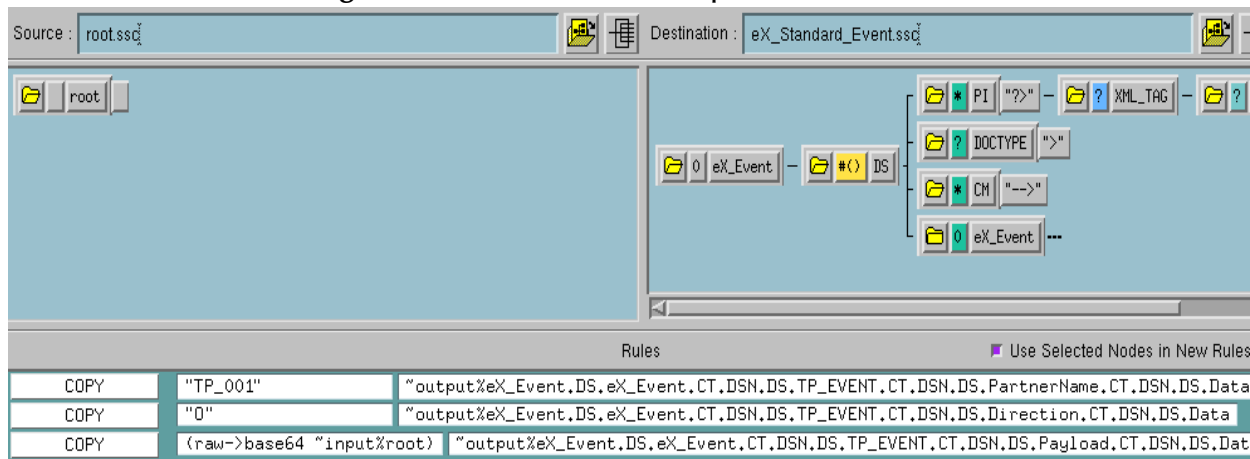 Source : root.ssc
Destination : eX_Standard_Event.ssc
root
* PI "?>" ? XML_TAG ?
0 eX_Event #() DS
? DOCTYPE ">"
* CM "-->"
0 eX_Event
Rules
Use Selected Nodes in New Rules
COPY "TP_001" ~output%eX_Event.DS.eX_Event.CT.DSN.DS.TP_EVENT.CT.DSN.DS.PartnerName.CT.DSN.DS.Data
COPY "O" ~output%eX_Event.DS.eX_Event.CT.DSN.DS.TP_EVENT.CT.DSN.DS.Direction.CT.DSN.DS.Data
COPY (raw->base64 ~input%root) ~output%eX_Event.DS.eX_Event.CT.DSN.DS.TP_EVENT.CT.DSN.DS.Payload.CT.DSN.DS.Dat